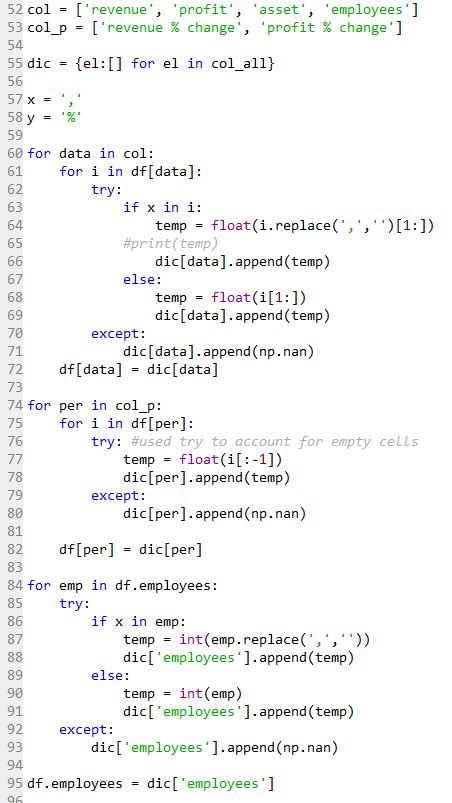 52 col = ['revenue', 'profit', 'asset', 'employees']
53 col_p = ['revenue % change', 'profit % change']
54
55 dic = {el:[] for el in col_all}
56
57 x = ','
58 y = '%'
59
60 for data in col:
61     for i in df[data]:
62         try:
63             if x in i:
64                 temp = float(i.replace(',','')[1:])
65             #print(temp)
66                 dic[data].append(temp)
67             else:
68                 temp = float(i[1:])
69                 dic[data].append(temp)
70         except:
71             dic[data].append(np.nan)
72     df[data] = dic[data]
73
74 for per in col_p:
75     for i in df[per]:
76         try: #used try to account for empty cells
77             temp = float(i[:-1])
78             dic[per].append(temp)
79         except:
80             dic[per].append(np.nan)
81
82     df[per] = dic[per]
83
84 for emp in df.employees:
85     try:
86         if x in emp:
87             temp = int(emp.replace(',',''))
88             dic['employees'].append(temp)
89         else:
90             temp = int(emp)
91             dic['employees'].append(temp)
92     except:
93         dic['employees'].append(np.nan)
94
95 df.employees = dic['employees']
96